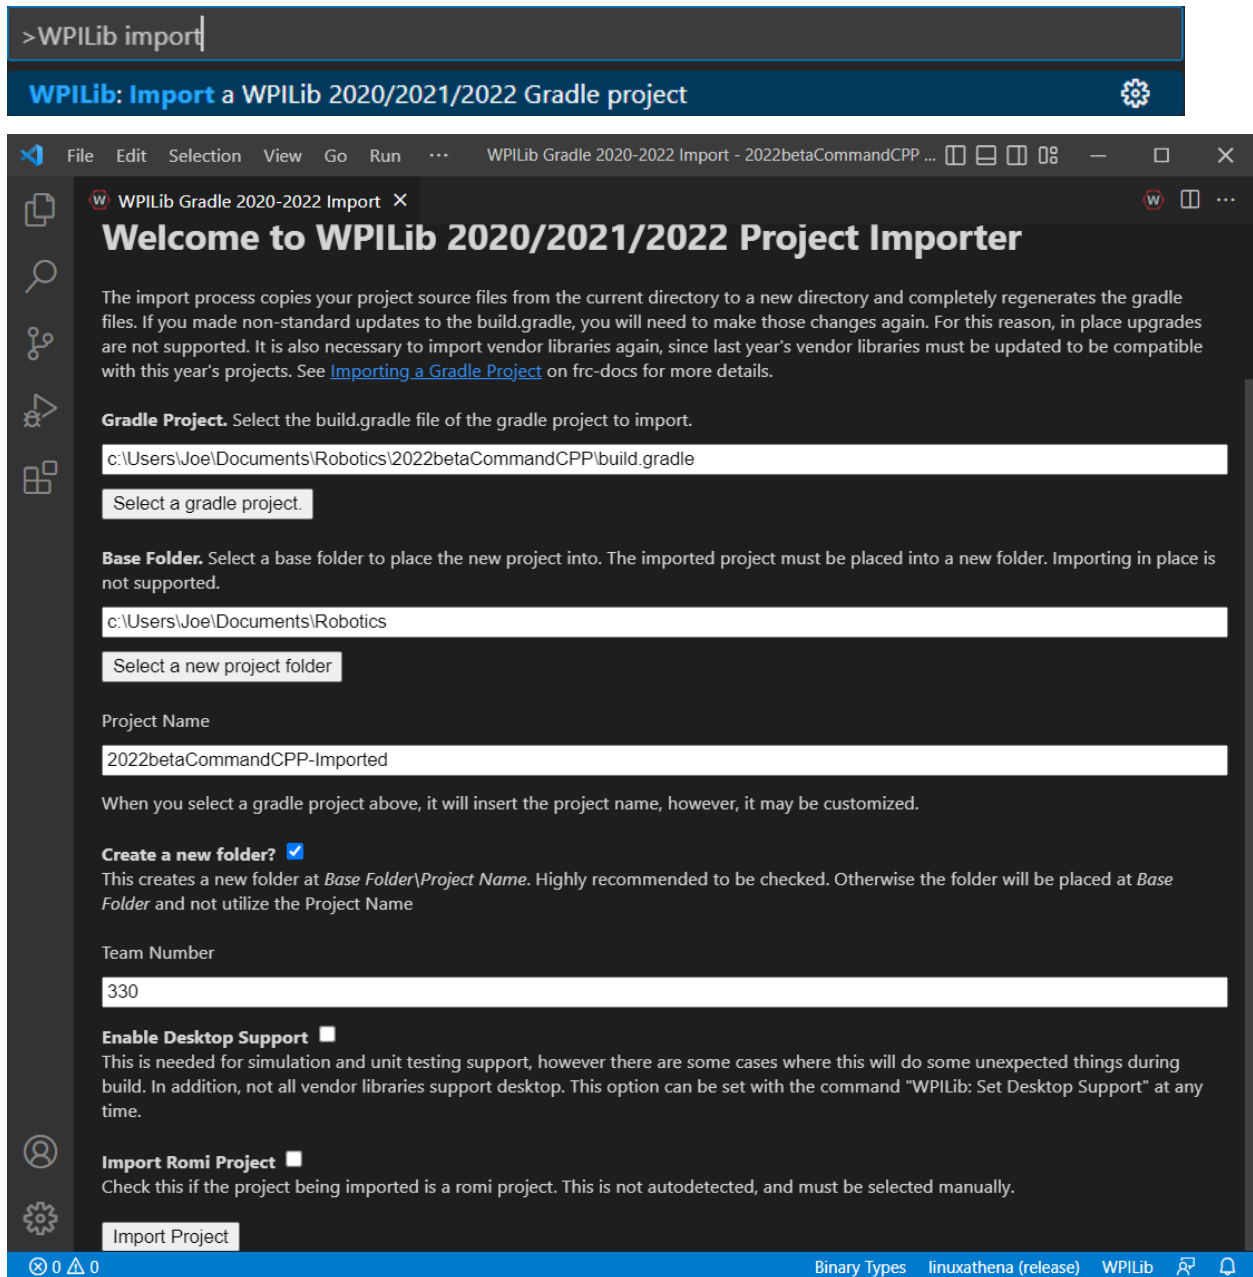 >WPILib import
WPILib: Import a WPILib 2020/2021/2022 Gradle project
File Edit Selection View Go Run ··· WPILib Gradle 2020-2022 Import - 2022betaCommandCPP ...
W WPILib Gradle 2020-2022 Import × W ···
Welcome to WPILib 2020/2021/2022 Project Importer
The import process copies your project source files from the current directory to a new directory and completely regenerates the gradle
files. If you made non-standard updates to the build.gradle, you will need to make those changes again. For this reason, in place upgrades
are not supported. It is also necessary to import vendor libraries again, since last year's vendor libraries must be updated to be compatible
with this year's projects. See Importing a Gradle Project on frc-docs for more details.
Gradle Project. Select the build.gradle file of the gradle project to import.
c:\Users\Joe\Documents\Robotics\2022betaCommandCPP\build.gradle
Select a gradle project.
Base Folder. Select a base folder to place the new project into. The imported project must be placed into a new folder. Importing in place is
not supported.
c:\Users\Joe\Documents\Robotics
Select a new project folder
Project Name
2022betaCommandCPP-Imported
When you select a gradle project above, it will insert the project name, however, it may be customized.
Create a new folder?
This creates a new folder at Base Folder\Project Name. Highly recommended to be checked. Otherwise the folder will be placed at Base
Folder and not utilize the Project Name
Team Number
330
Enable Desktop Support
This is needed for simulation and unit testing support, however there are some cases where this will do some unexpected things during
build. In addition, not all vendor libraries support desktop. This option can be set with the command "WPILib: Set Desktop Support" at any
time.
Import Romi Project
Check this if the project being imported is a romi project. This is not autodetected, and must be selected manually.
Import Project
0 0 Binary Types linuxathena (release) WPILib